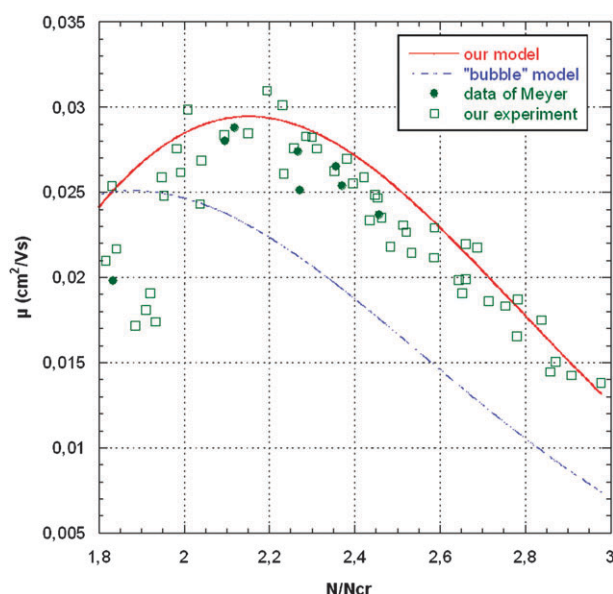 0,035
0,03
0,025
0,02
0,015
0,01
0,005
μ (cm²/Vs)
our model
"bubble" model
data of Meyer
our experiment
1,8 2 2,2 2,4 2,6 2,8 3
N/Ncr